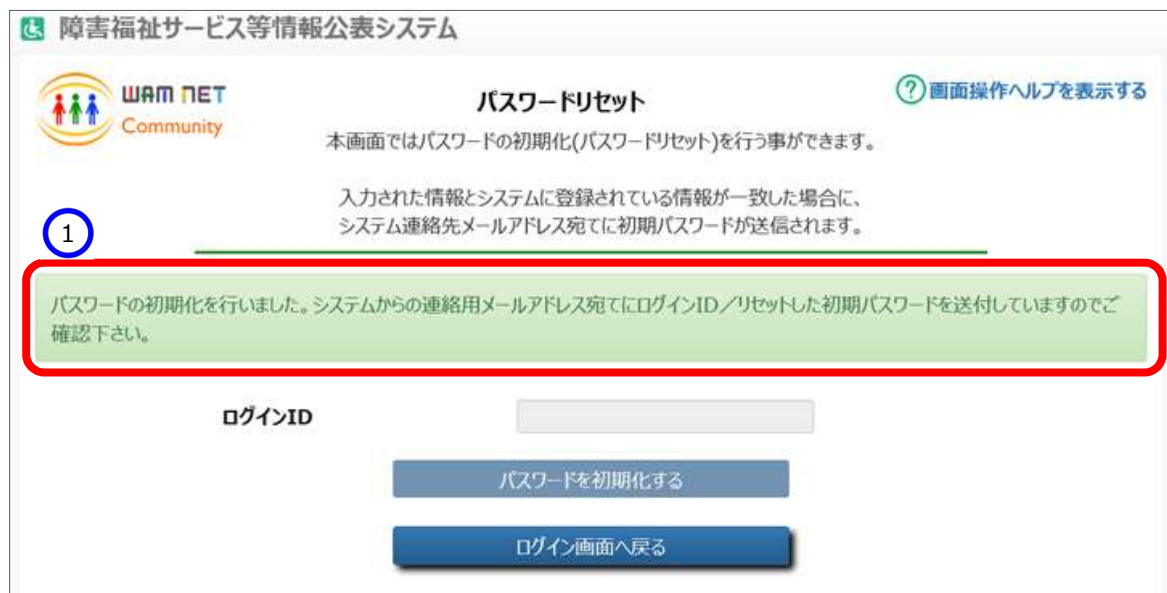 障害福祉サービス等情報公表システム
WAM NET
Community
パスワードリセット
?画面操作ヘルプを表示する
本画面ではパスワードの初期化(パスワードリセット)を行う事ができます。
入力された情報とシステムに登録されている情報が一致した場合に、
システム連絡先メールアドレス宛てに初期パスワードが送信されます。
1
パスワードの初期化を行いました。システムからの連絡用メールアドレス宛てにログインID/リセットした初期パスワードを送付していますのでご
確認下さい。
ログインID
パスワードを初期化する
ログイン画面へ戻る